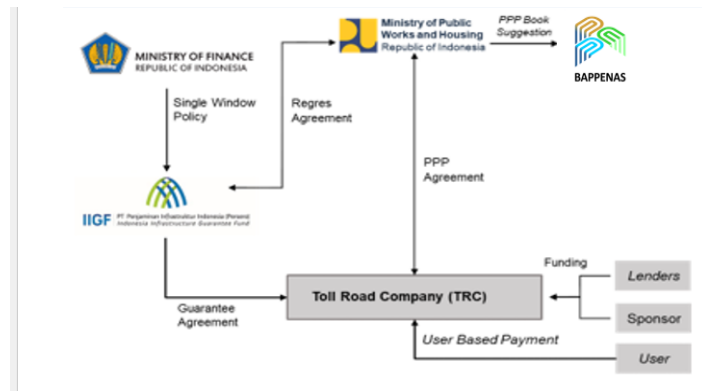 MINISTRY OF FINANCE
REPUBLIC OF INDONESIA
Ministry of Public
Works and Housing
Republic of Indonesia
PPP Book
Suggestion
BAPPENAS
Single Window
Policy
Regres
Agreement
PPP
Agreement
IIGF
PT Penjaminan Infrastruktur Indonesia (Persero)
Indonesia Infrastructure Guarantee Fund
Guarantee
Agreement
Toll Road Company (TRC)
Funding
Lenders
Sponsor
User Based Payment
User